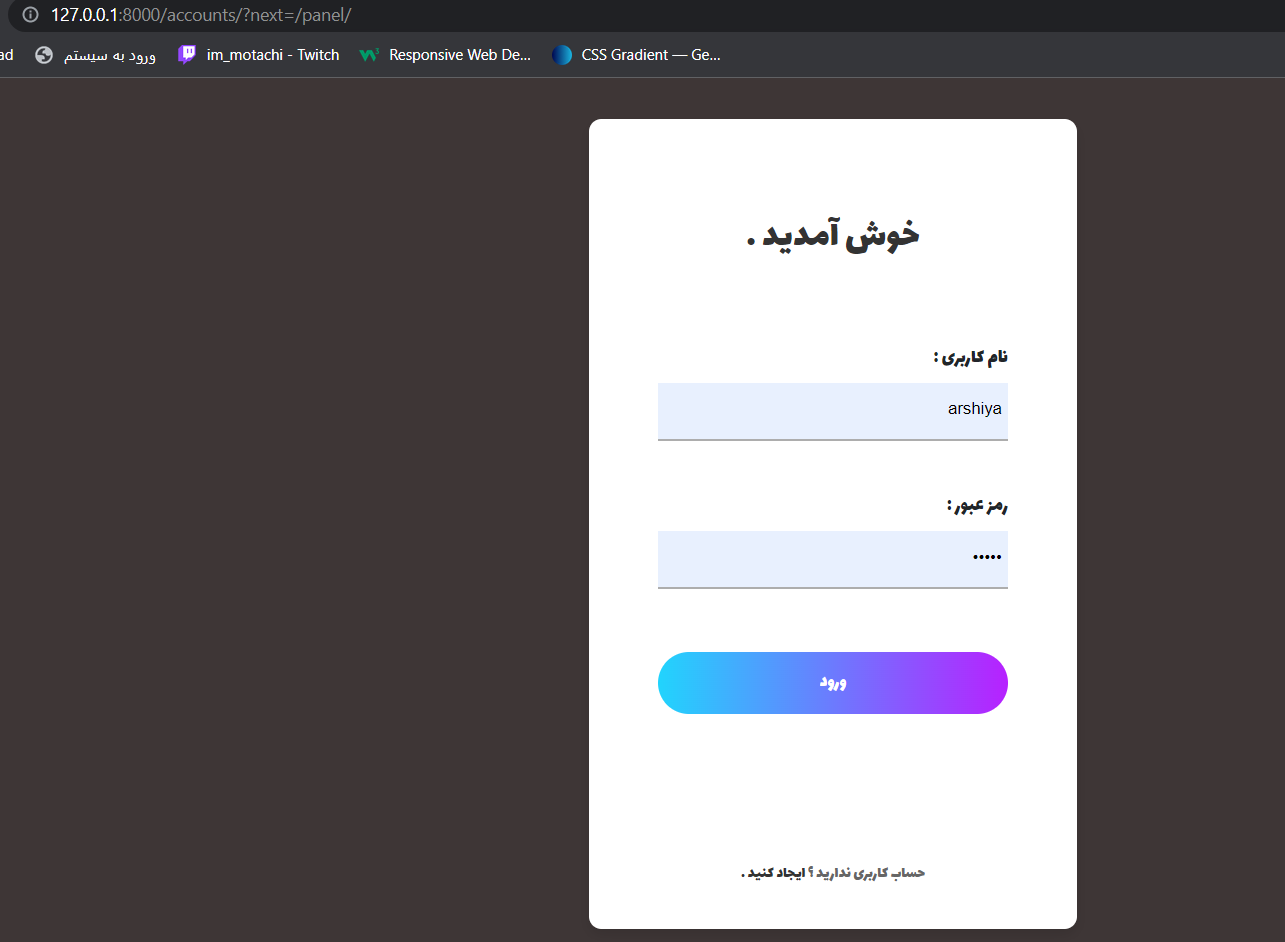 127.0.0.1:8000/accounts/?next=/panel/
ad ورود به سیستم im_motachi - Twitch Responsive Web De... CSS Gradient — Ge...
خوش آمدید .
نام کاربری :
arshiya
رمز عبور :
•••••
ورود
حساب کاربری ندارید ؟ ایجاد کنید .